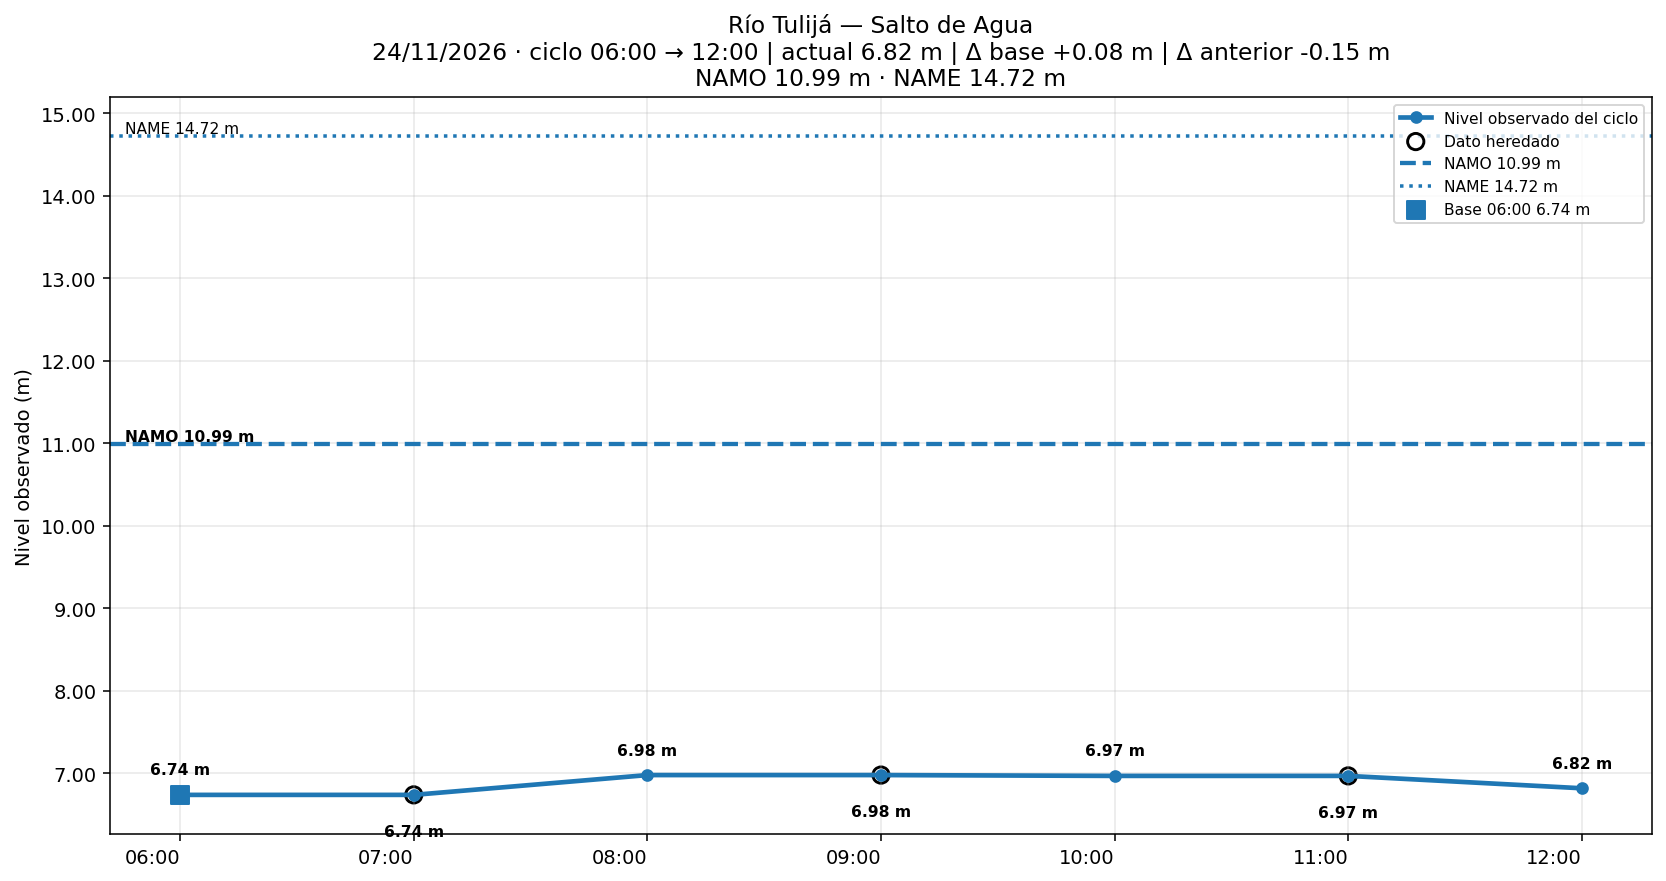 Río Tulijá — Salto de Agua
24/11/2026 · ciclo 06:00 → 12:00 | actual 6.82 m | Δ base +0.08 m | Δ anterior -0.15 m
NAMO 10.99 m · NAME 14.72 m
Nivel observado (m)
15.00
14.00
13.00
12.00
11.00
10.00
9.00
8.00
7.00
NAME 14.72 m
NAMO 10.99 m
Nivel observado del ciclo
Dato heredado
NAMO 10.99 m
NAME 14.72 m
Base 06:00 6.74 m
6.74 m
6.74 m
6.98 m
6.98 m
6.97 m
6.97 m
6.82 m
06:00
07:00
08:00
09:00
10:00
11:00
12:00